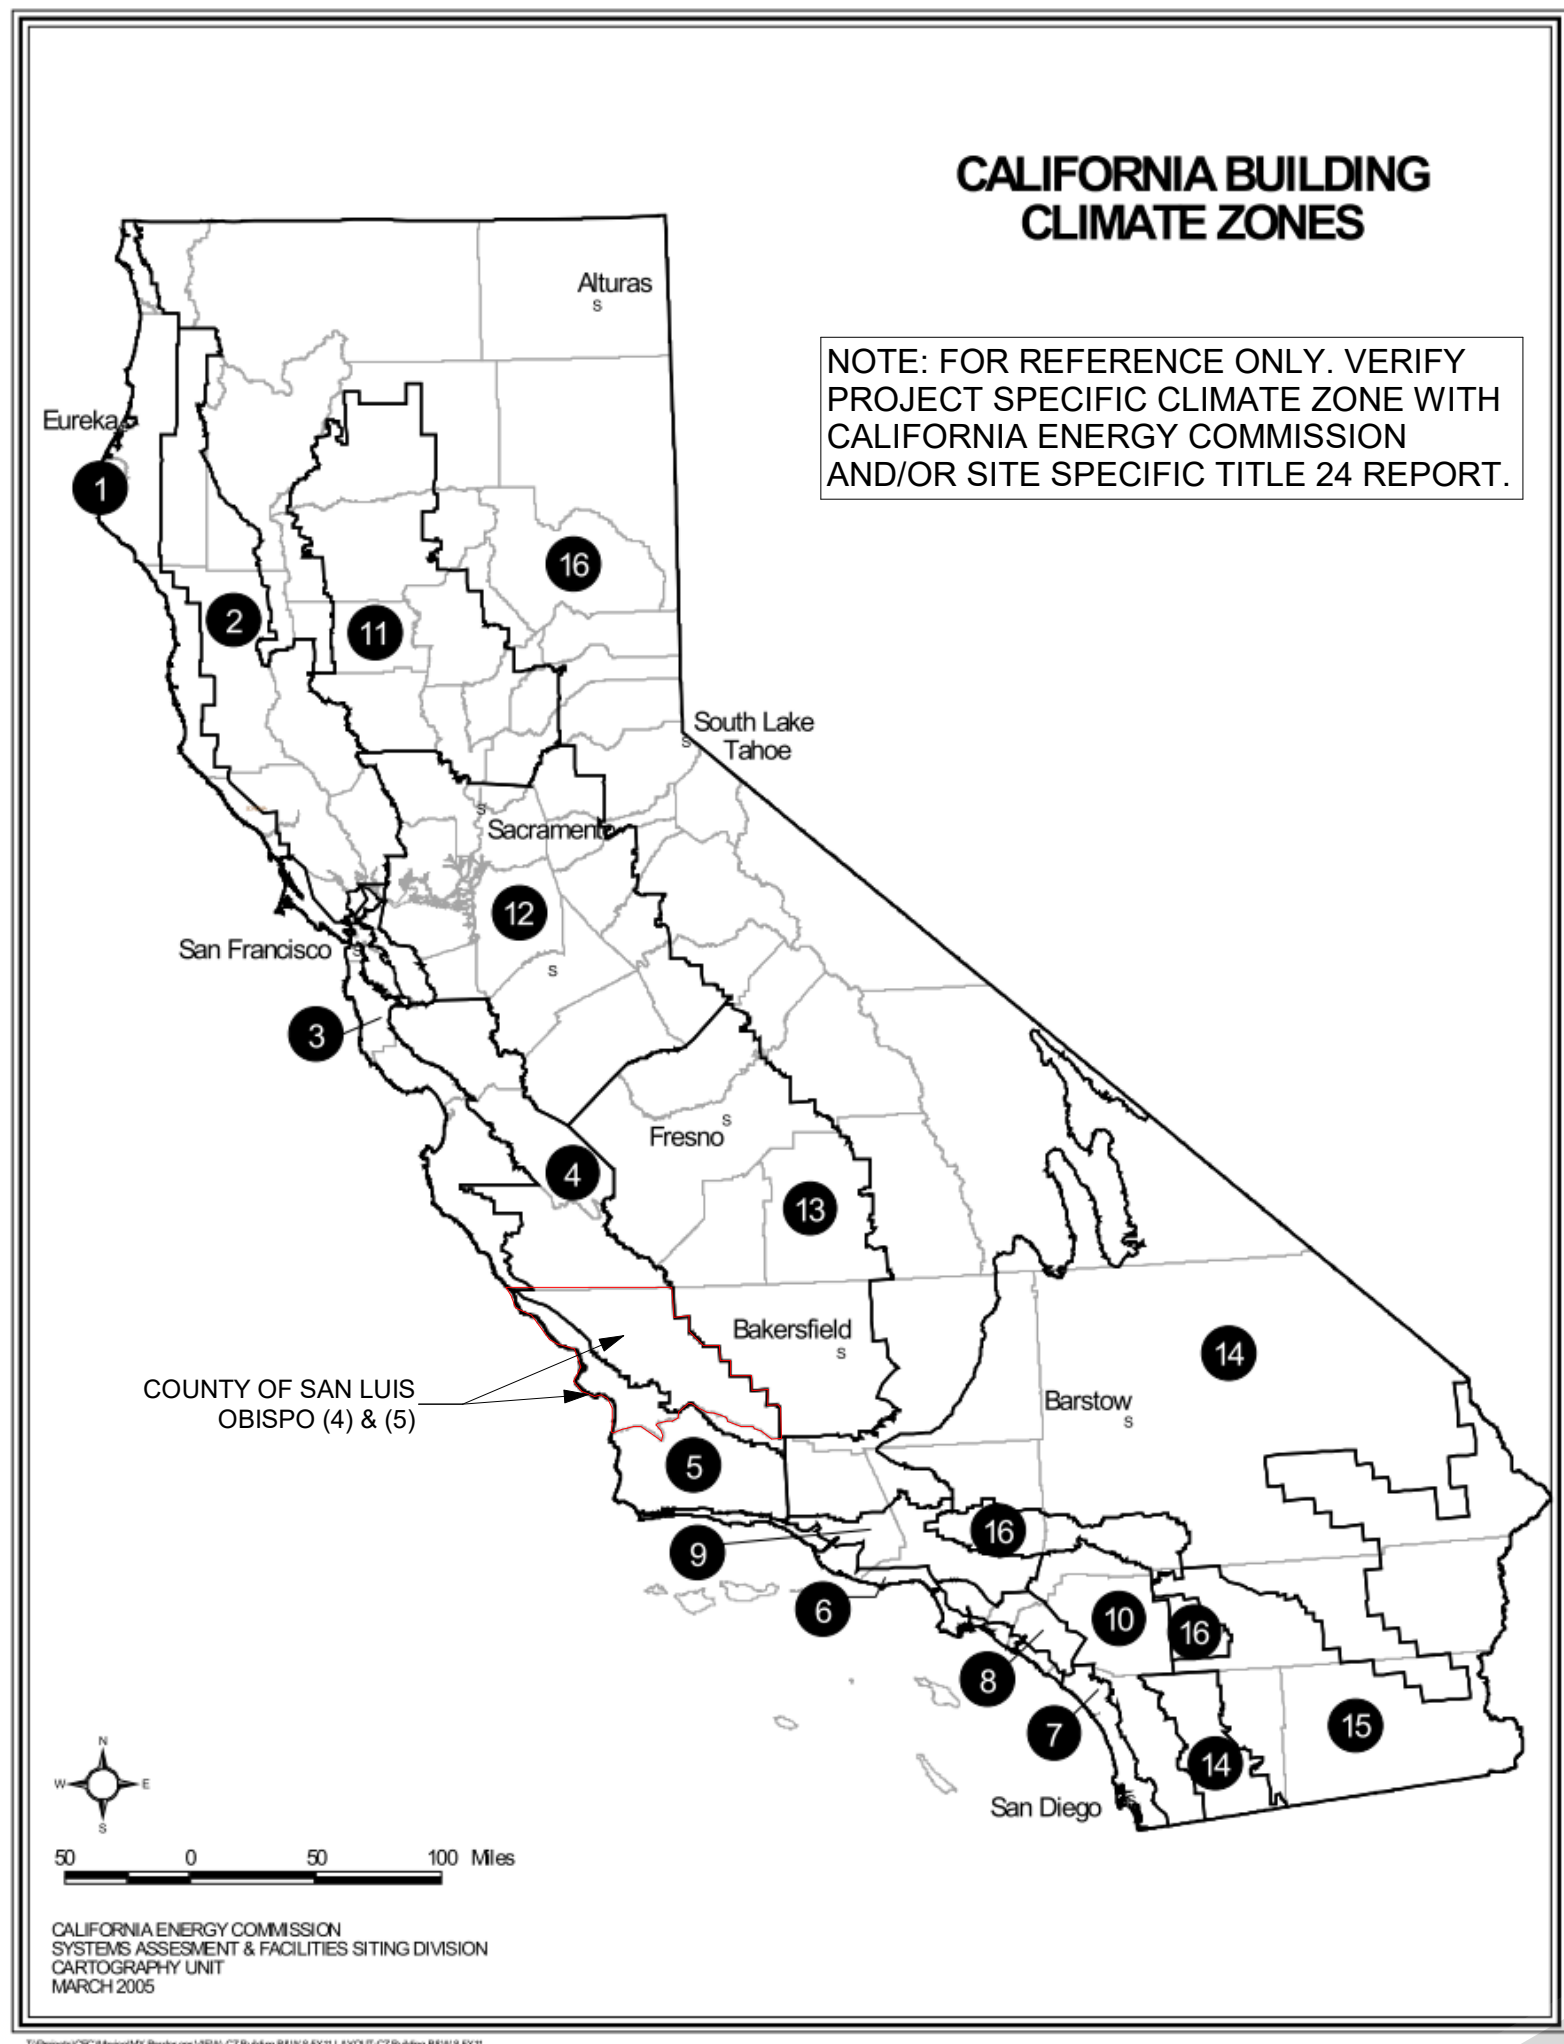 CALIFORNIA BUILDING
CLIMATE ZONES
Alturas
S
NOTE: FOR REFERENCE ONLY. VERIFY
PROJECT SPECIFIC CLIMATE ZONE WITH
CALIFORNIA ENERGY COMMISSION
AND/OR SITE SPECIFIC TITLE 24 REPORT.
Eureka
1
16
2
11
South Lake
Tahoe
S
S
Sacramento
12
San Francisco
S
S
3
S
Fresno
4
13
Bakersfield
S
14
COUNTY OF SAN LUIS
OBISPO (4) & (5)
Barstow
S
5
16
9
6
10
16
8
7
15
14
San Diego
S
N
W
E
S
50 0 50 100 Miles
CALIFORNIA ENERGY COMMISSION
SYSTEMS ASSESMENT & FACILITIES SITING DIVISION
CARTOGRAPHY UNIT
MARCH 2005